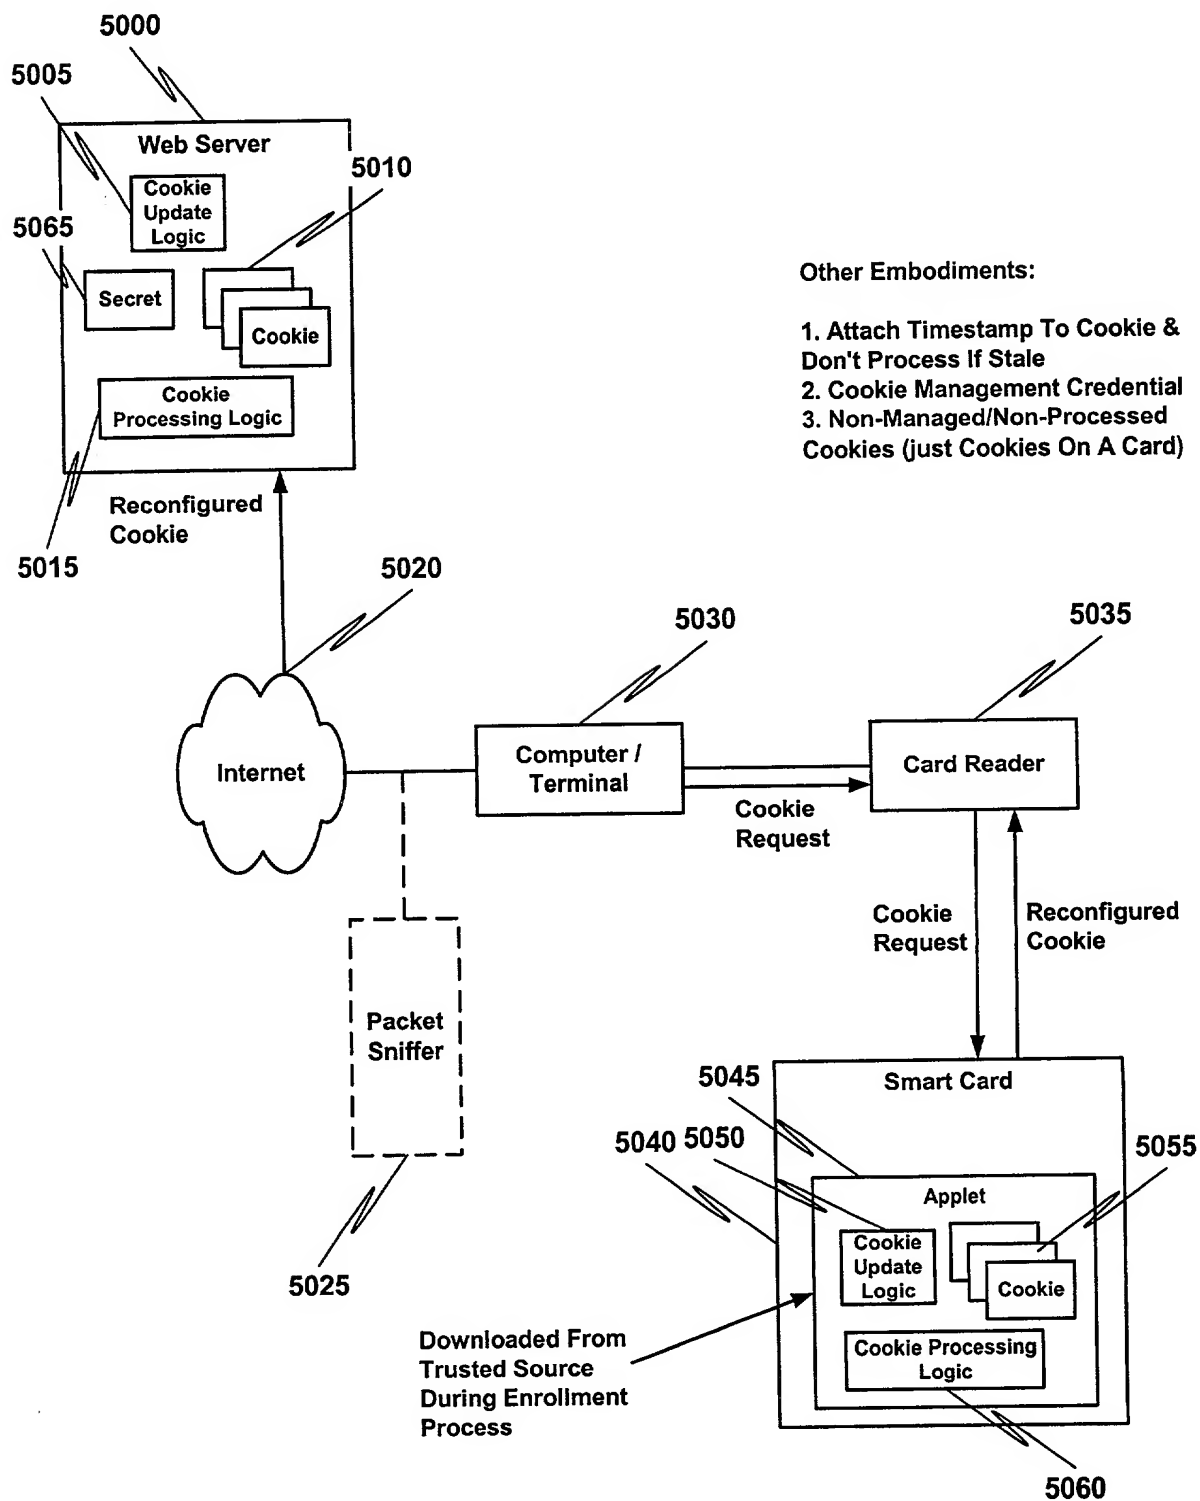 5000
5005
Web Server
5010
Cookie
Update
Logic
5065
Secret
Cookie
Cookie
Processing Logic
Other Embodiments:
1. Attach Timestamp To Cookie &
Don't Process If Stale
2. Cookie Management Credential
3. Non-Managed/Non-Processed
Cookies (just Cookies On A Card)
Reconfigured
Cookie
5015
5020
5030
5035
Internet
Computer /
Terminal
Card Reader
Cookie
Request
Cookie
Request
Reconfigured
Cookie
Packet
Sniffer
5025
Smart Card
5045
5040
5050
5055
Applet
Cookie
Update
Logic
Cookie
Cookie Processing
Logic
Downloaded From
Trusted Source
During Enrollment
Process
5060